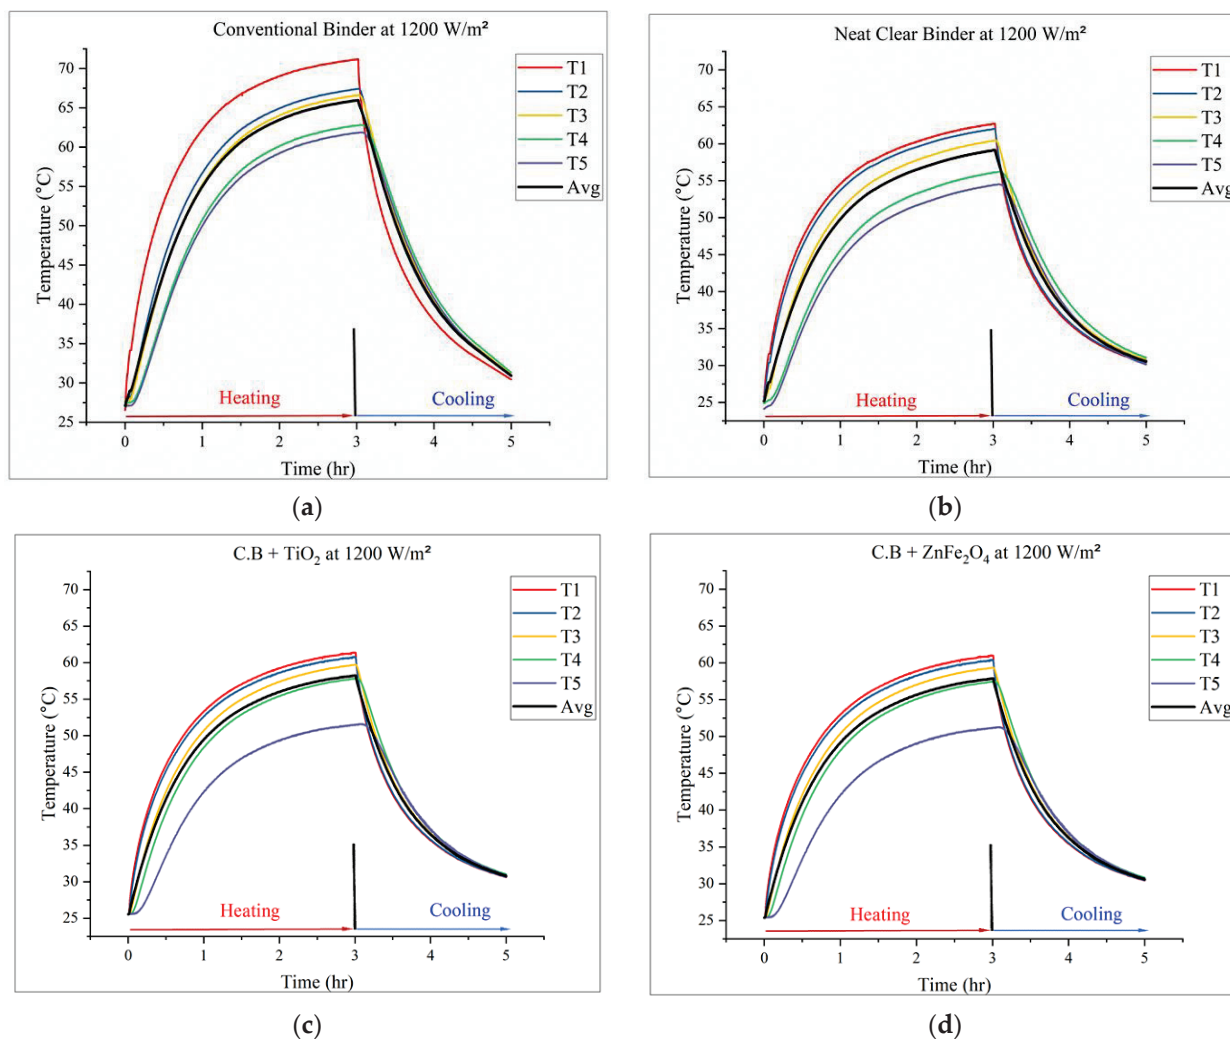 Conventional Binder at 1200 W/m²
T1
T2
T3
T4
T5
Avg
70
65
60
55
50
45
40
35
30
25
Temperature (°C)
Heating
Cooling
0
1
2
3
4
5
Time (hr)
(a)
Neat Clear Binder at 1200 W/m²
T1
T2
T3
T4
T5
Avg
70
65
60
55
50
45
40
35
30
25
Temperature (°C)
Heating
Cooling
0
1
2
3
4
5
Time (hr)
(b)
C.B + TiO₂ at 1200 W/m²
T1
T2
T3
T4
T5
Avg
70
65
60
55
50
45
40
35
30
25
Temperature (°C)
Heating
Cooling
0
1
2
3
4
5
Time (hr)
(c)
C.B + ZnFe₂O₄ at 1200 W/m²
T1
T2
T3
T4
T5
Avg
70
65
60
55
50
45
40
35
30
25
Temperature (°C)
Heating
Cooling
0
1
2
3
4
5
Time (hr)
(d)